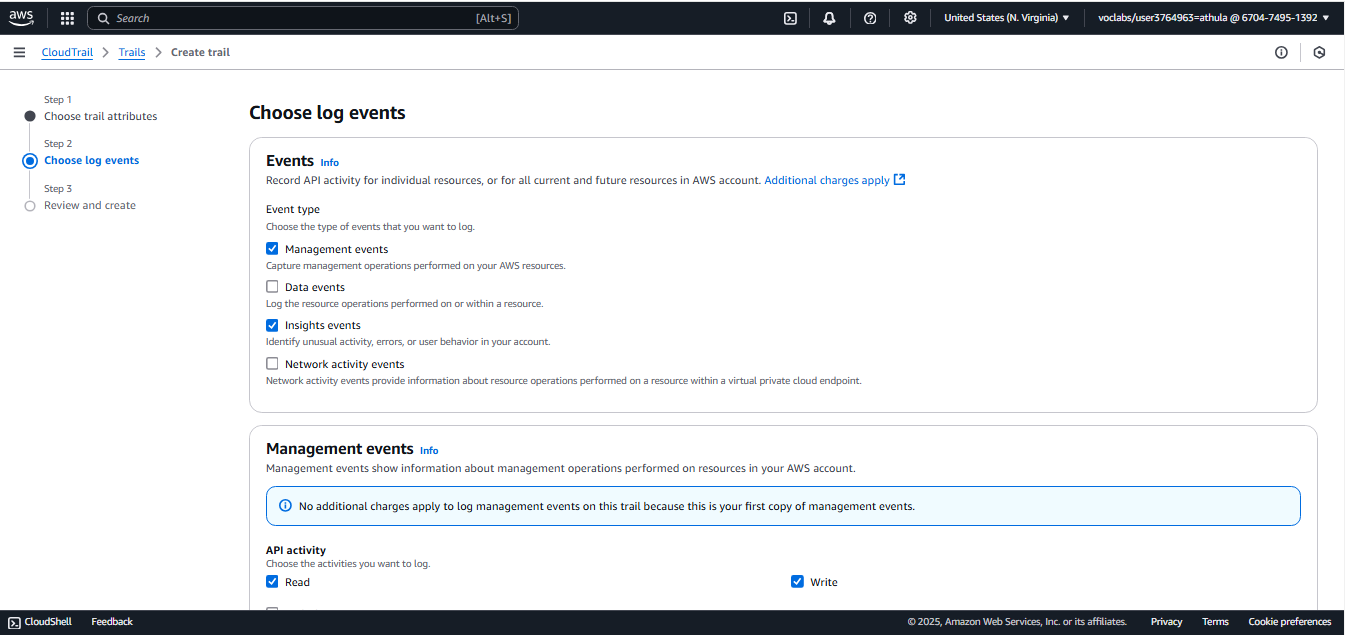 aws Search [Alt+S] United States (N. Virginia) voclabs/user3764963=athula @ 6704-7495-1392
CloudTrail Trails Create trail
Step 1
Choose trail attributes
Step 2
Choose log events
Step 3
Review and create
Choose log events
Events Info
Record API activity for individual resources, or for all current and future resources in AWS account. Additional charges apply
Event type
Choose the type of events that you want to log.
Management events
Capture management operations performed on your AWS resources.
Data events
Log the resource operations performed on or within a resource.
Insights events
Identify unusual activity, errors, or user behavior in your account.
Network activity events
Network activity events provide information about resource operations performed on a resource within a virtual private cloud endpoint.
Management events Info
Management events show information about management operations performed on resources in your AWS account.
No additional charges apply to log management events on this trail because this is your first copy of management events.
API activity
Choose the activities you want to log.
Read Write
CloudShell Feedback © 2025, Amazon Web Services, Inc. or its affiliates. Privacy Terms Cookie preferences